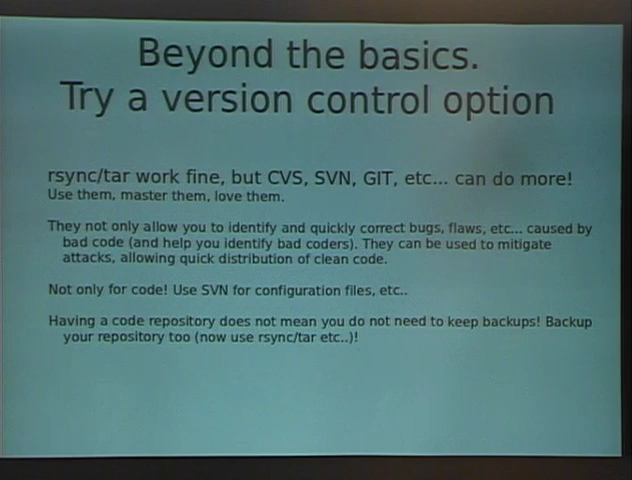 Beyond the basics.
Try a version control option
rsync/tar work fine, but CVS, SVN, GIT, etc... can do more!
Use them, master them, love them.
They not only allow you to identify and quickly correct bugs, flaws, etc... caused by
bad code (and help you identify bad coders). They can be used to mitigate
attacks, allowing quick distribution of clean code.
Not only for code! Use SVN for configuration files, etc..
Having a code repository does not mean you do not need to keep backups! Backup
your repository too (now use rsync/tar etc..)!